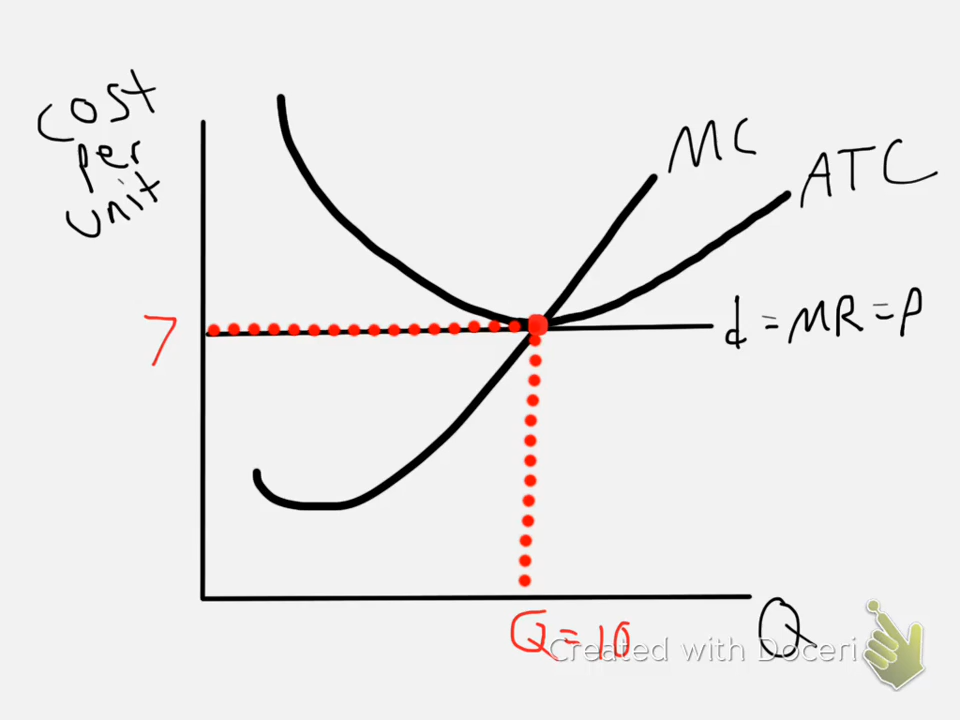 Cost
per
unit
MC
ATC
7
d = MR = P
Q = 10
Q
Created with Doceri